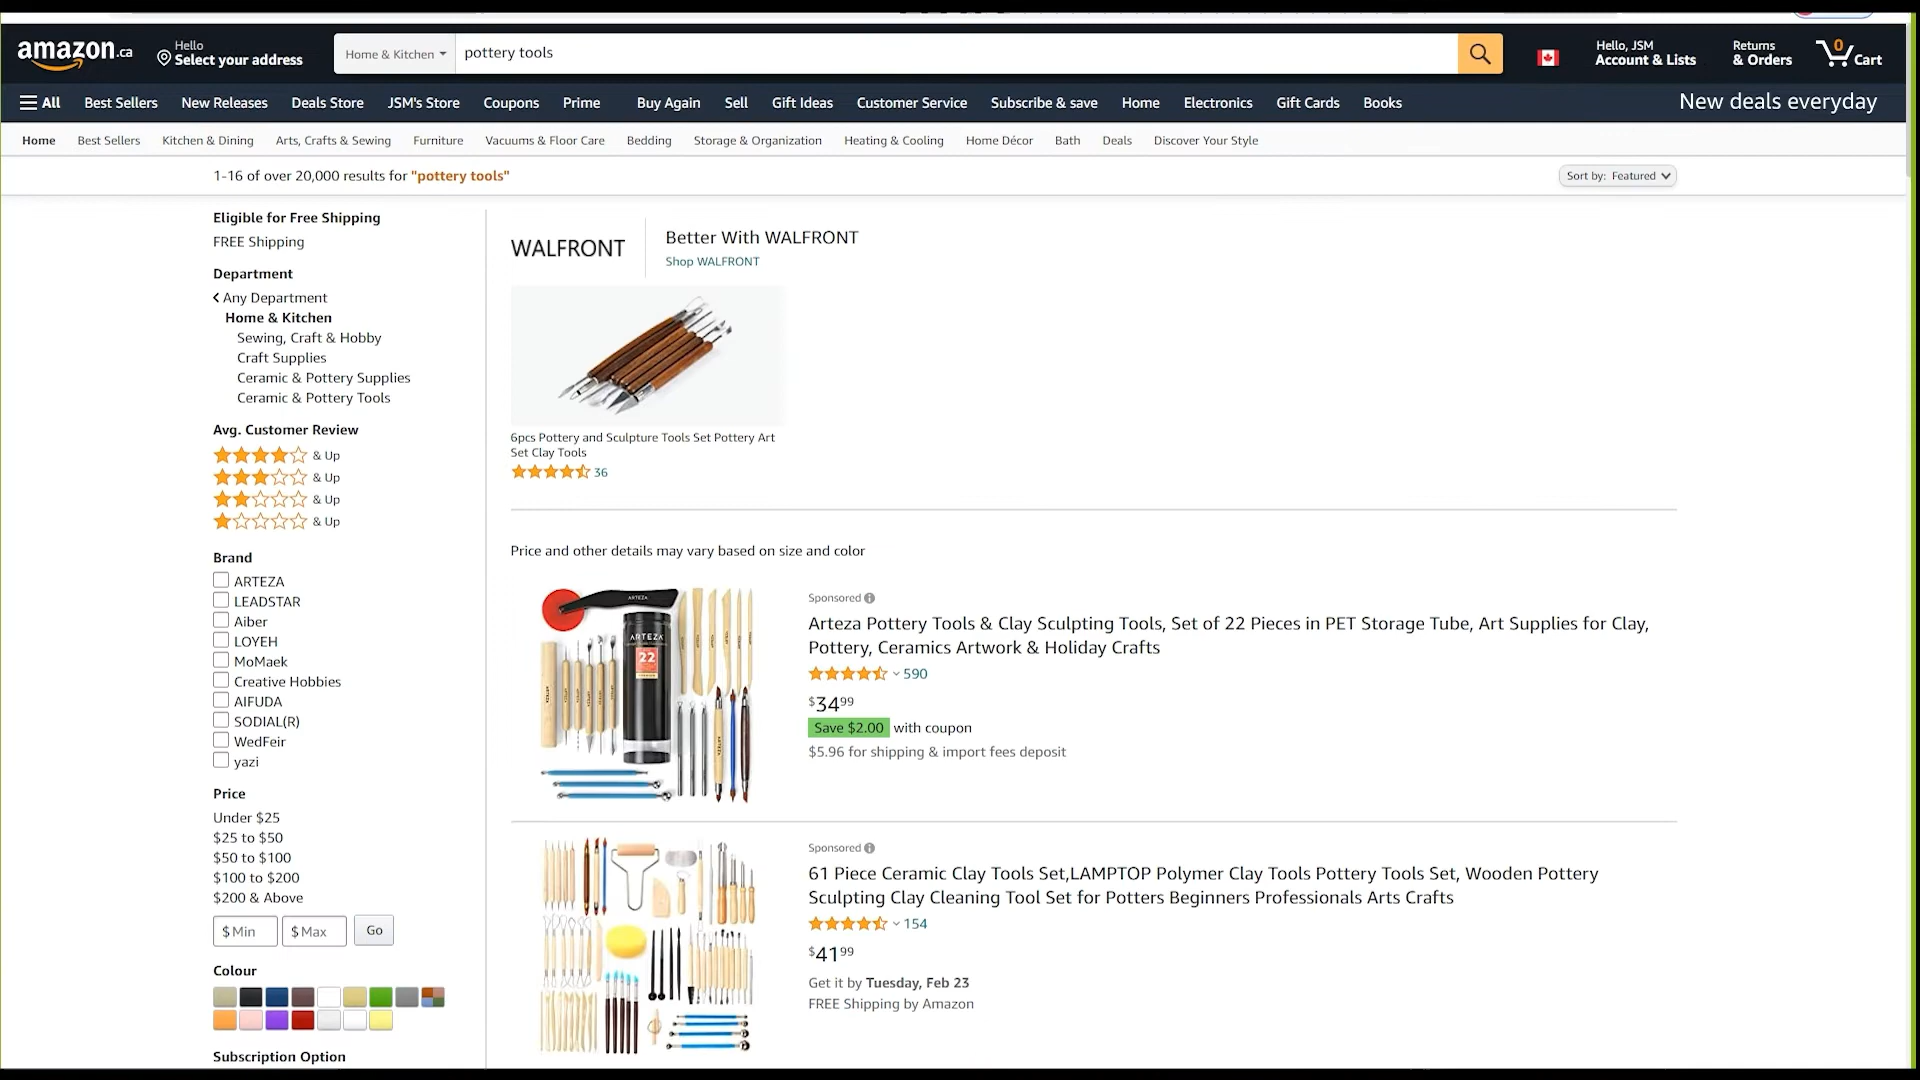 amazon.ca
Hello
Select your address
Home & Kitchen
pottery tools
Hello, JSM
Account & Lists
Returns
& Orders
0
Cart
All
Best Sellers
New Releases
Deals Store
JSM's Store
Coupons
Prime
Buy Again
Sell
Gift Ideas
Customer Service
Subscribe & save
Home
Electronics
Gift Cards
Books
New deals everyday
Home
Best Sellers
Kitchen & Dining
Arts, Crafts & Sewing
Furniture
Vacuums & Floor Care
Bedding
Storage & Organization
Heating & Cooling
Home Décor
Bath
Deals
Discover Your Style
1-16 of over 20,000 results for "pottery tools"
Sort by: Featured
Eligible for Free Shipping
FREE Shipping
Department
Any Department
Home & Kitchen
Sewing, Craft & Hobby
Craft Supplies
Ceramic & Pottery Supplies
Ceramic & Pottery Tools
Avg. Customer Review
& Up
& Up
& Up
& Up
Brand
ARTEZA
LEADSTAR
Aiber
LOYEH
MoMaek
Creative Hobbies
AIFUDA
SODIAL(R)
WedFeir
yazi
Price
Under $25
$25 to $50
$50 to $100
$100 to $200
$200 & Above
$ Min
$ Max
Go
Colour
Subscription Option
WALFRONT
Better With WALFRONT
Shop WALFRONT
6pcs Pottery and Sculpture Tools Set Pottery Art
Set Clay Tools
36
Price and other details may vary based on size and color
ARTEZA
ARTEZA
22
Sponsored
Arteza Pottery Tools & Clay Sculpting Tools, Set of 22 Pieces in PET Storage Tube, Art Supplies for Clay,
Pottery, Ceramics Artwork & Holiday Crafts
590
$34.99
Save $2.00 with coupon
$5.96 for shipping & import fees deposit
Sponsored
61 Piece Ceramic Clay Tools Set,LAMPTOP Polymer Clay Tools Pottery Tools Set, Wooden Pottery
Sculpting Clay Cleaning Tool Set for Potters Beginners Professionals Arts Crafts
154
$41.99
Get it by Tuesday, Feb 23
FREE Shipping by Amazon